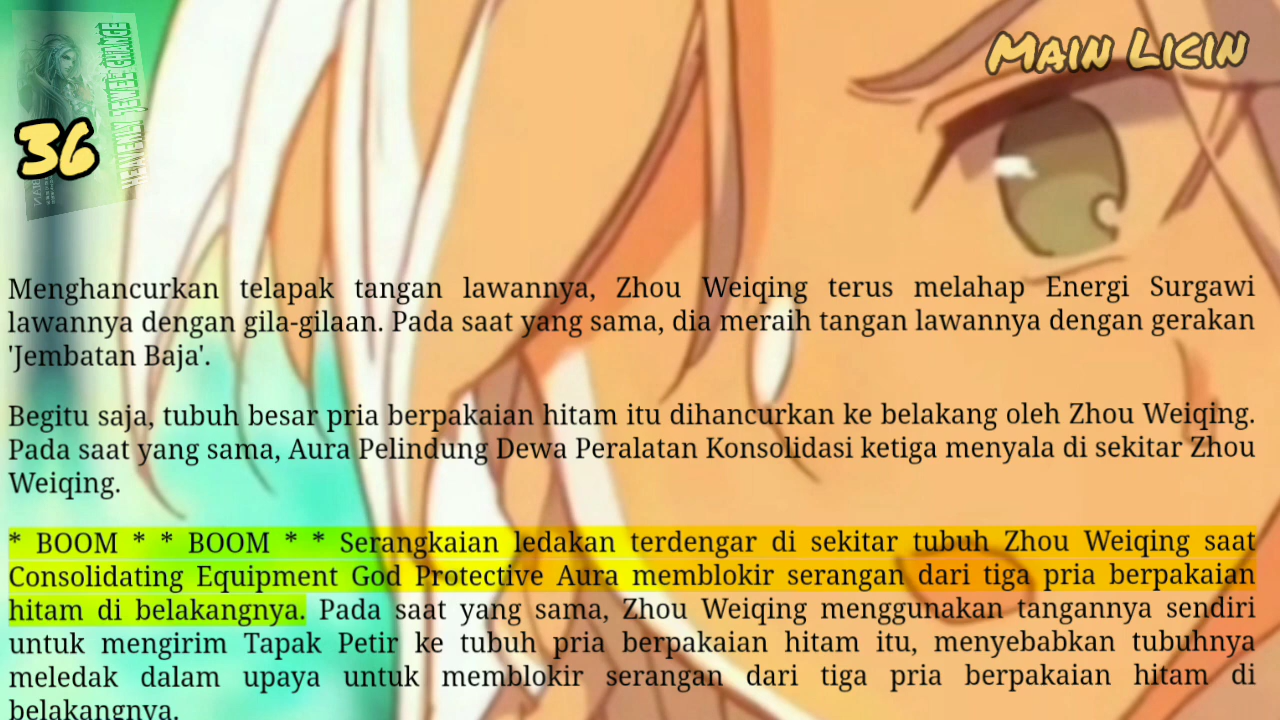 Main Licin
HEAVENLY JEWEL CHANGE
36
Menghancurkan telapak tangan lawannya, Zhou Weiqing terus melahap Energi Surgawi
lawannya dengan gila-gilaan. Pada saat yang sama, dia meraih tangan lawannya dengan gerakan
'Jembatan Baja'.
Begitu saja, tubuh besar pria berpakaian hitam itu dihancurkan ke belakang oleh Zhou Weiqing.
Pada saat yang sama, Aura Pelindung Dewa Peralatan Konsolidasi ketiga menyala di sekitar Zhou
Weiqing.
* BOOM * * BOOM * * Serangkaian ledakan terdengar di sekitar tubuh Zhou Weiqing saat
Consolidating Equipment God Protective Aura memblokir serangan dari tiga pria berpakaian
hitam di belakangnya. Pada saat yang sama, Zhou Weiqing menggunakan tangannya sendiri
untuk mengirim Tapak Petir ke tubuh pria berpakaian hitam itu, menyebabkan tubuhnya
meledak dalam upaya untuk memblokir serangan dari tiga pria berpakaian hitam di
belakangnya.